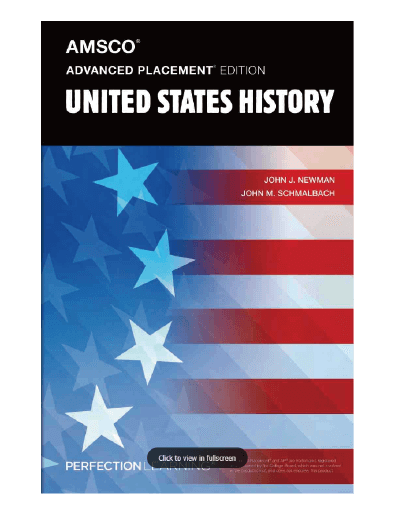 AMSCO®
ADVANCED PLACEMENT® EDITION
UNITED STATES HISTORY
JOHN J. NEWMAN
JOHN M. SCHMALBACH
Click to view in fullscreen
PERFECTION LEARNING